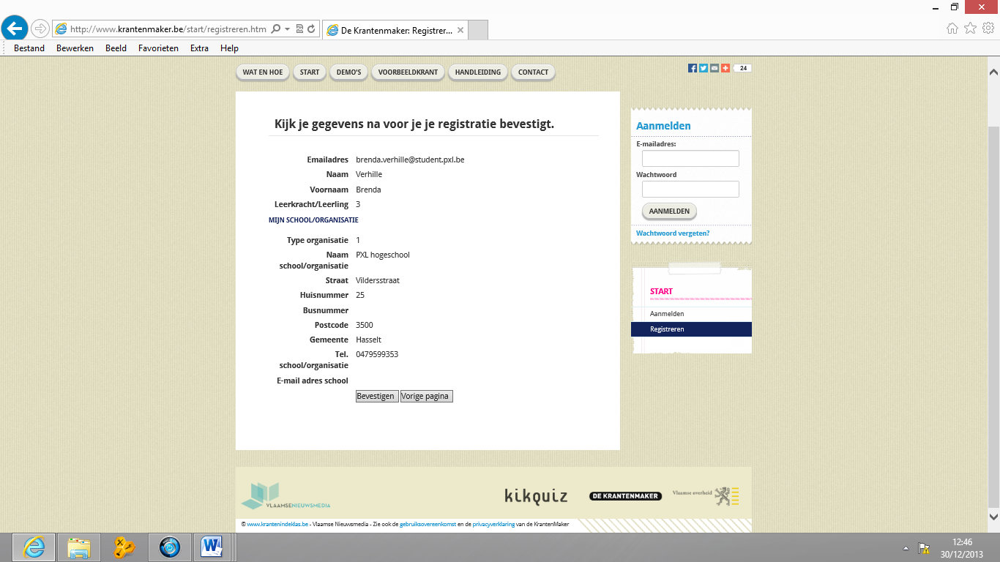 http://www.krantenmaker.be/start/registreren.htm
De Krantenmaker: Registrer...
Bestand Bewerken Beeld Favorieten Extra Help
WAT EN HOE START DEMO'S VOORBEELDKRANT HANDLEIDING CONTACT
24
Kijk je gegevens na voor je je registratie bevestigt.
Emailadres brenda.verhille@student.pxl.be
Naam Verhille
Voornaam Brenda
Leerkracht/Leerling 3
MIJN SCHOOL/ORGANISATIE
Type organisatie 1
Naam PXL hogeschool
school/organisatie
Straat Vildersstraat
Huisnummer 25
Busnummer
Postcode 3500
Gemeente Hasselt
Tel. 0479599353
school/organisatie
E-mail adres school
Bevestigen Vorige pagina
Aanmelden
E-mailadres:
Wachtwoord
AANMELDEN
Wachtwoord vergeten?
START
Aanmelden
Registreren
VLAAMSENIEUWSMEDIA
kikquiz
DE KRANTENMAKER
Vlaamse overheid
© www.krantenindeklas.be - Vlaamse Nieuwsmedia - Zie ook de gebruiksovereenkomst en de privacyverklaring van de KrantenMaker
12:46
30/12/2013